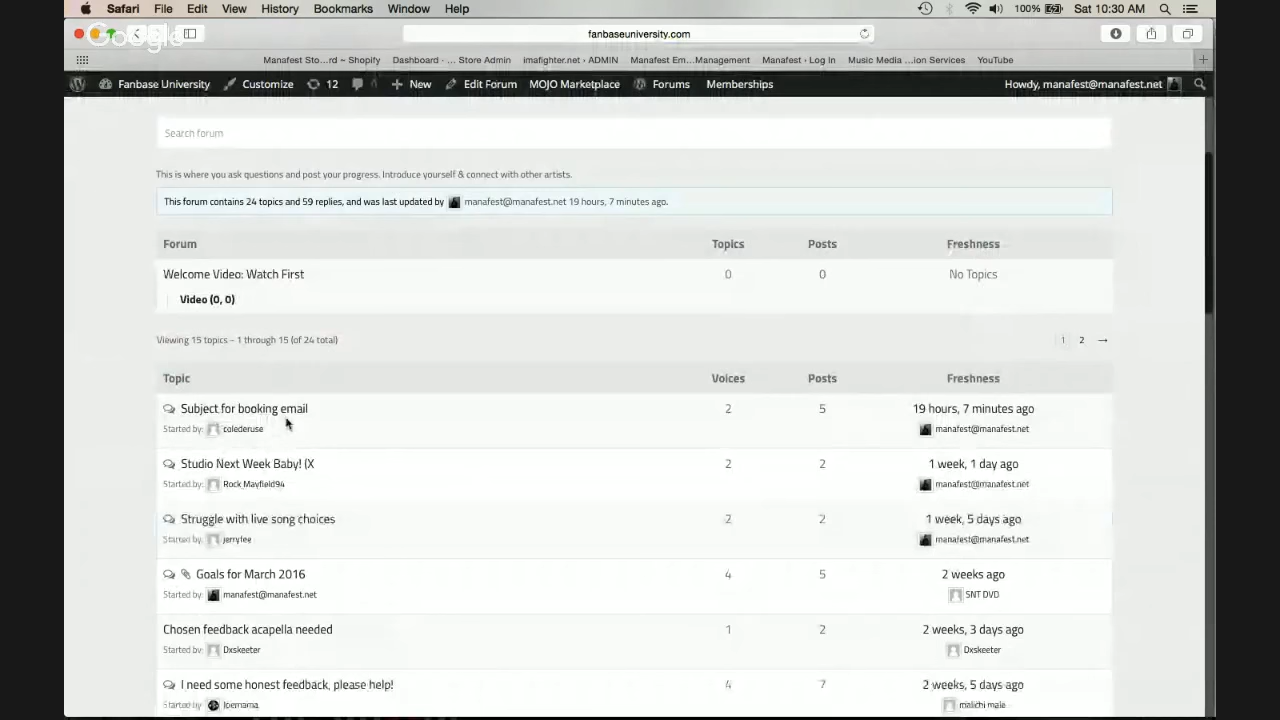 Safari File Edit View History Bookmarks Window Help 100% Sat 10:30 AM
Google
fanbaseuniversity.com
Manifest Sto...rd ~ Shopify Dashboard · ... Store Admin imafighter.net › ADMIN Manafest Em...Management Manafest › Log In Music Media ...ion Services YouTube
Fanbase University Customize 12 New Edit Forum MOJO Marketplace Forums Memberships Howdy, manafest@manafest.net
Search forum
This is where you ask questions and post your progress. Introduce yourself & connect with other artists.
This forum contains 24 topics and 59 replies, and was last updated by manafest@manafest.net 19 hours, 7 minutes ago.
Forum Topics Posts Freshness
Welcome Video: Watch First 0 0 No Topics
Video (0, 0)
Viewing 15 topics - 1 through 15 (of 24 total) 1 2 →
Topic Voices Posts Freshness
Subject for booking email 2 5 19 hours, 7 minutes ago
Started by: colederuse manafest@manafest.net
Studio Next Week Baby! (X 2 2 1 week, 1 day ago
Started by: Rock_Mayfield94 manafest@manafest.net
Struggle with live song choices 2 2 1 week, 5 days ago
Started by: jerrylee manafest@manafest.net
Goals for March 2016 4 5 2 weeks ago
Started by: manafest@manafest.net SNT DVD
Chosen feedback acapella needed 1 2 2 weeks, 3 days ago
Started by: Dxskeeter Dxskeeter
I need some honest feedback, please help! 4 7 2 weeks, 5 days ago
Started by: Joemama malichi male